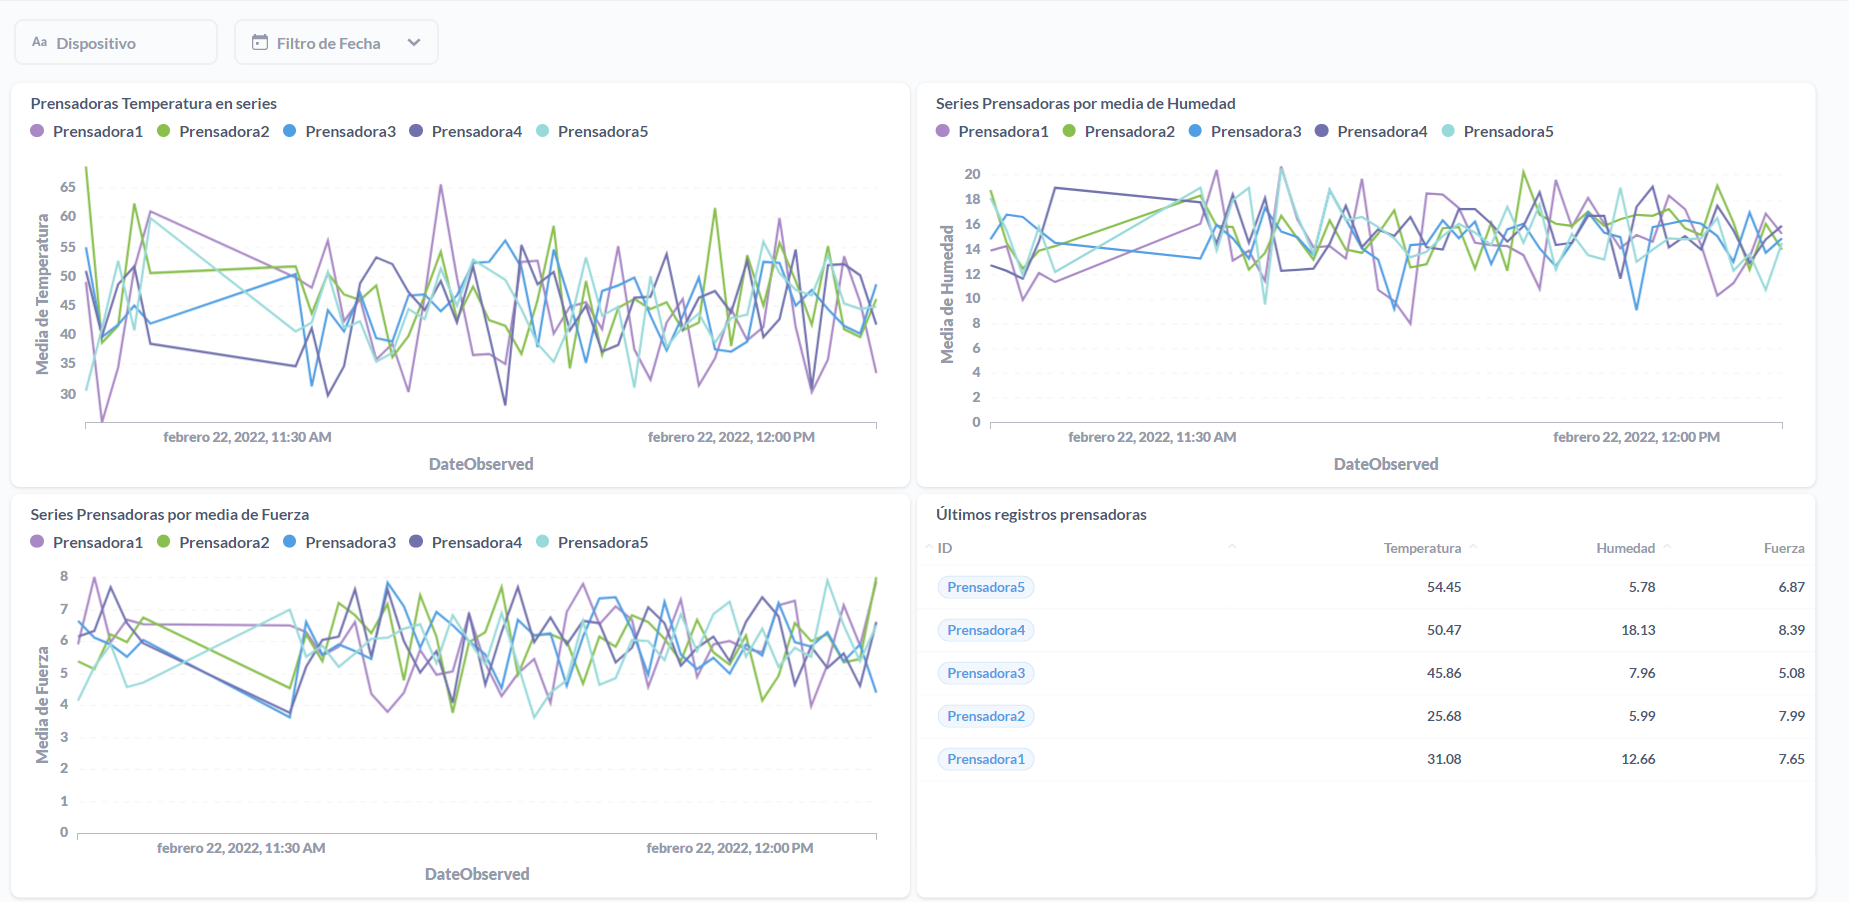 Aa Dispositivo
Filtro de Fecha
Prensadoras Temperatura en series
Prensadora1 Prensadora2 Prensadora3 Prensadora4 Prensadora5
Media de Temperatura
65
60
55
50
45
40
35
30
febrero 22, 2022, 11:30 AM febrero 22, 2022, 12:00 PM
DateObserved
Series Prensadoras por media de Humedad
Prensadora1 Prensadora2 Prensadora3 Prensadora4 Prensadora5
Media de Humedad
20
18
16
14
12
10
8
6
4
2
0
febrero 22, 2022, 11:30 AM febrero 22, 2022, 12:00 PM
DateObserved
Series Prensadoras por media de Fuerza
Prensadora1 Prensadora2 Prensadora3 Prensadora4 Prensadora5
Media de Fuerza
8
7
6
5
4
3
2
1
0
febrero 22, 2022, 11:30 AM febrero 22, 2022, 12:00 PM
DateObserved
Últimos registros prensadoras
ID Temperatura Humedad Fuerza
Prensadora5 54.45 5.78 6.87
Prensadora4 50.47 18.13 8.39
Prensadora3 45.86 7.96 5.08
Prensadora2 25.68 5.99 7.99
Prensadora1 31.08 12.66 7.65